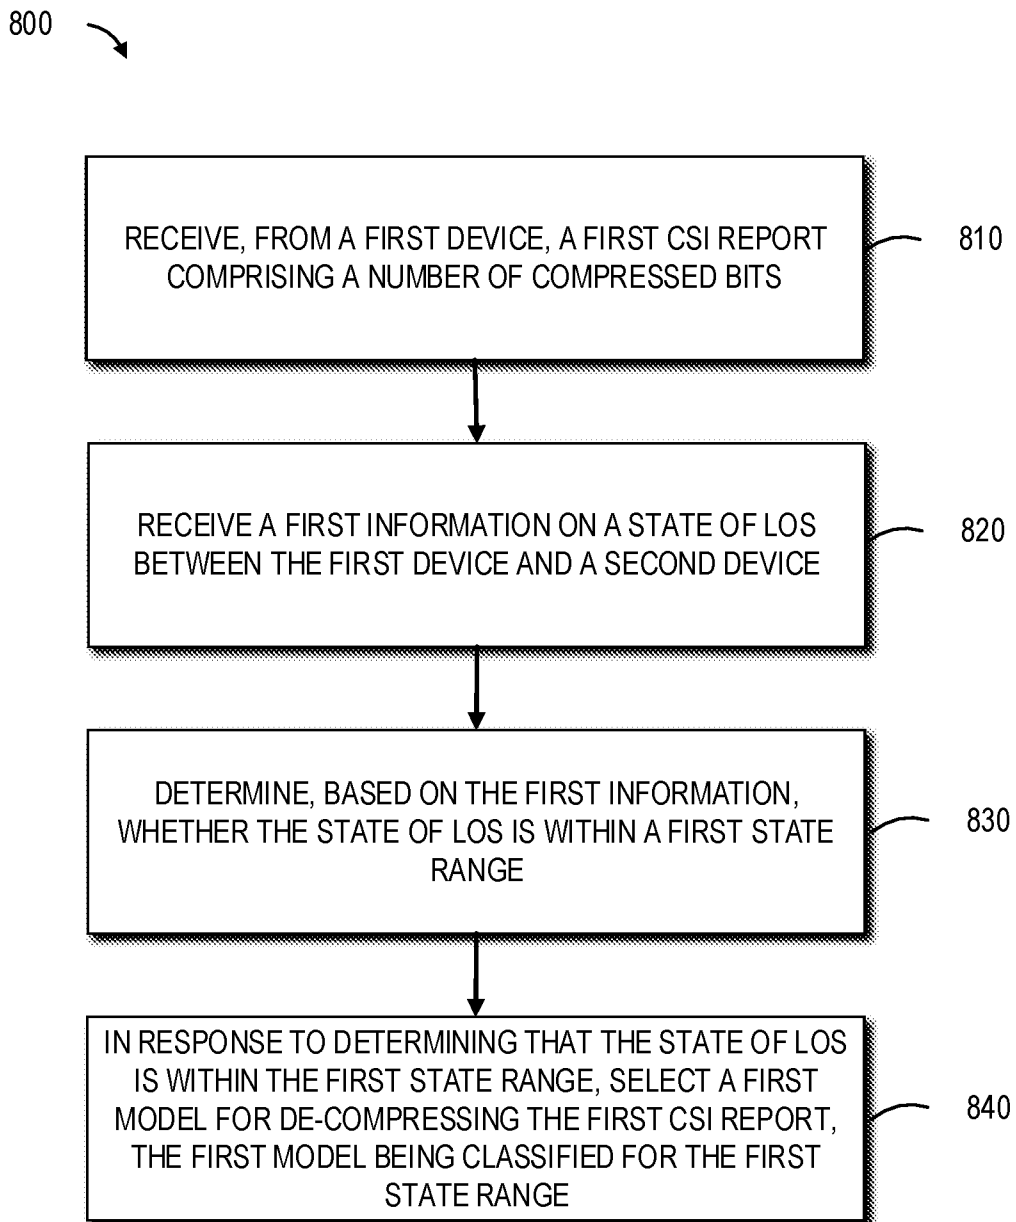 800
RECEIVE, FROM A FIRST DEVICE, A FIRST CSI REPORT
COMPRISING A NUMBER OF COMPRESSED BITS
810
RECEIVE A FIRST INFORMATION ON A STATE OF LOS
BETWEEN THE FIRST DEVICE AND A SECOND DEVICE
820
DETERMINE, BASED ON THE FIRST INFORMATION,
WHETHER THE STATE OF LOS IS WITHIN A FIRST STATE
RANGE
830
IN RESPONSE TO DETERMINING THAT THE STATE OF LOS
IS WITHIN THE FIRST STATE RANGE, SELECT A FIRST
MODEL FOR DE-COMPRESSING THE FIRST CSI REPORT,
THE FIRST MODEL BEING CLASSIFIED FOR THE FIRST
STATE RANGE
840